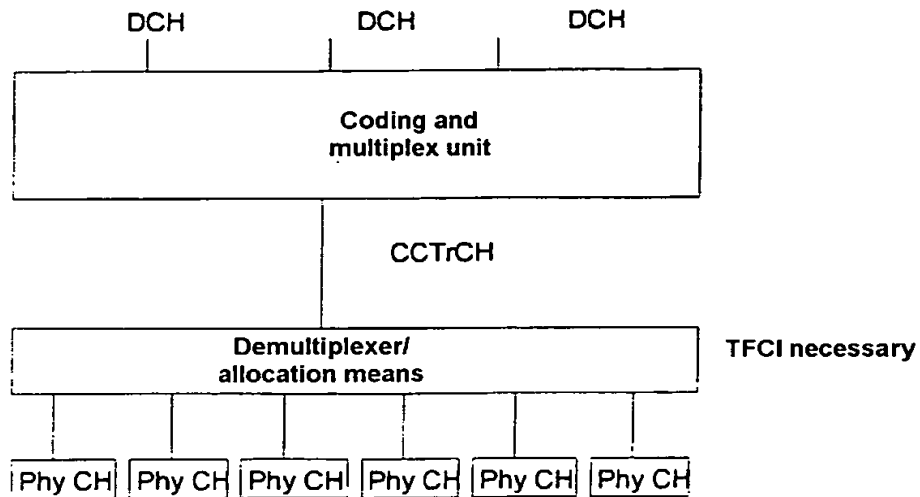 DCH DCH DCH
Coding and
multiplex unit
CCTrCH
Demultiplexer/
allocation means
TFCI necessary
Phy CH Phy CH Phy CH Phy CH Phy CH Phy CH